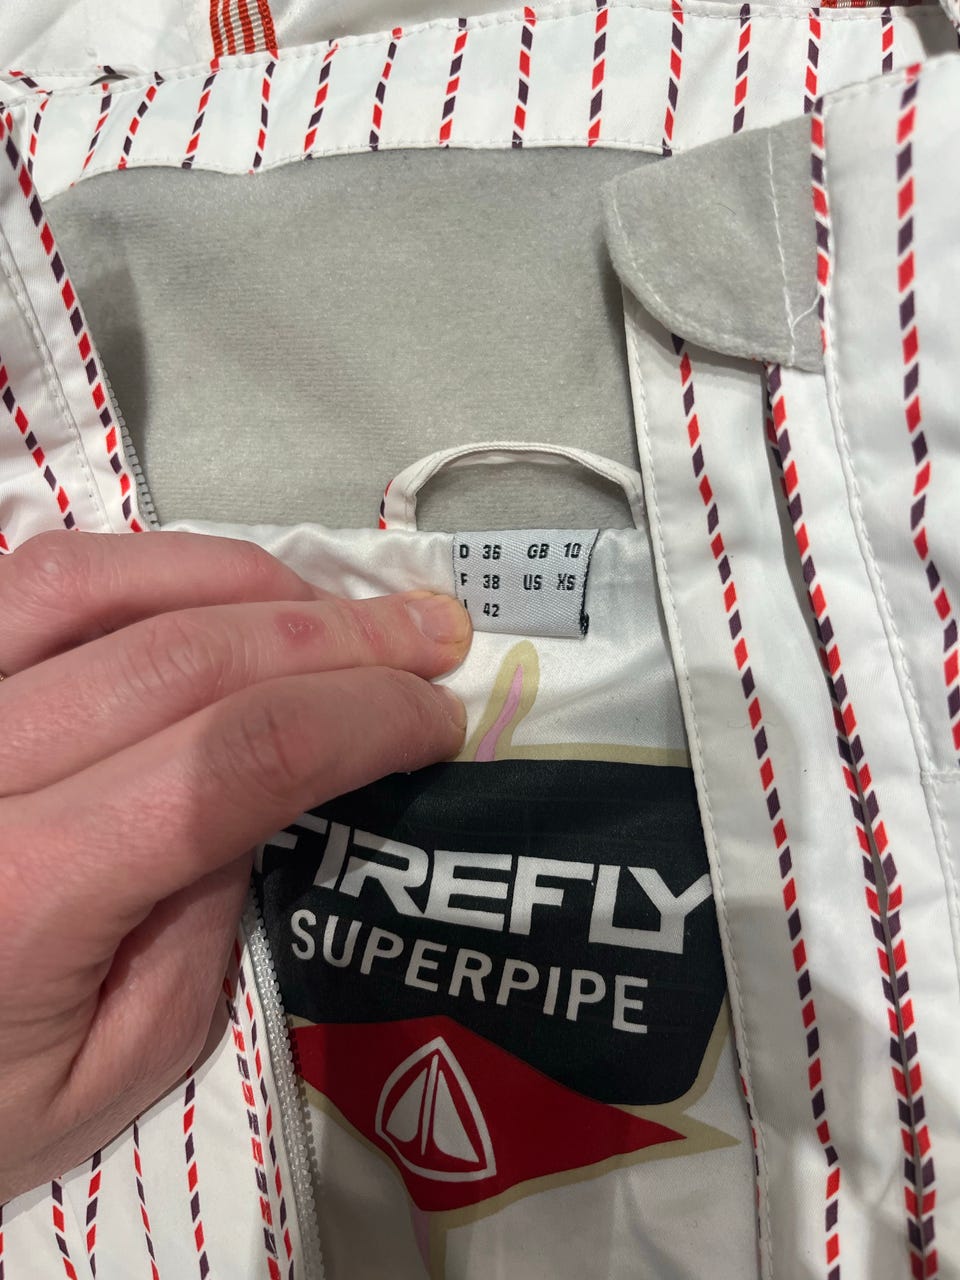 D 36 GB 10
F 38 US XS
I 42
FIREFLY
SUPERPIPE